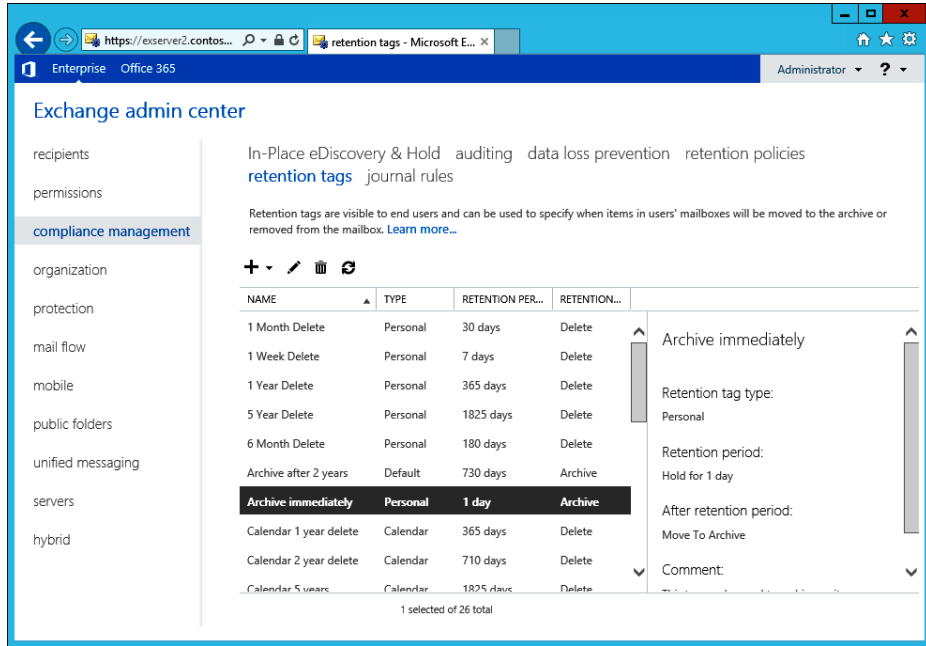 https://exserver2.contos...
retention tags - Microsoft E... ×
Enterprise Office 365
Administrator ?
Exchange admin center
recipients
permissions
compliance management
organization
protection
mail flow
mobile
public folders
unified messaging
servers
hybrid
In-Place eDiscovery & Hold auditing data loss prevention retention policies
retention tags journal rules
Retention tags are visible to end users and can be used to specify when items in users' mailboxes will be moved to the archive or
removed from the mailbox. Learn more...
NAME TYPE RETENTION PER... RETENTION...
1 Month Delete Personal 30 days Delete
1 Week Delete Personal 7 days Delete
1 Year Delete Personal 365 days Delete
5 Year Delete Personal 1825 days Delete
6 Month Delete Personal 180 days Delete
Archive after 2 years Default 730 days Archive
Archive immediately Personal 1 day Archive
Calendar 1 year delete Calendar 365 days Delete
Calendar 2 year delete Calendar 710 days Delete
Calendar 5 years Calendar 1825 days Delete
1 selected of 26 total
Archive immediately
Retention tag type:
Personal
Retention period:
Hold for 1 day
After retention period:
Move To Archive
Comment: